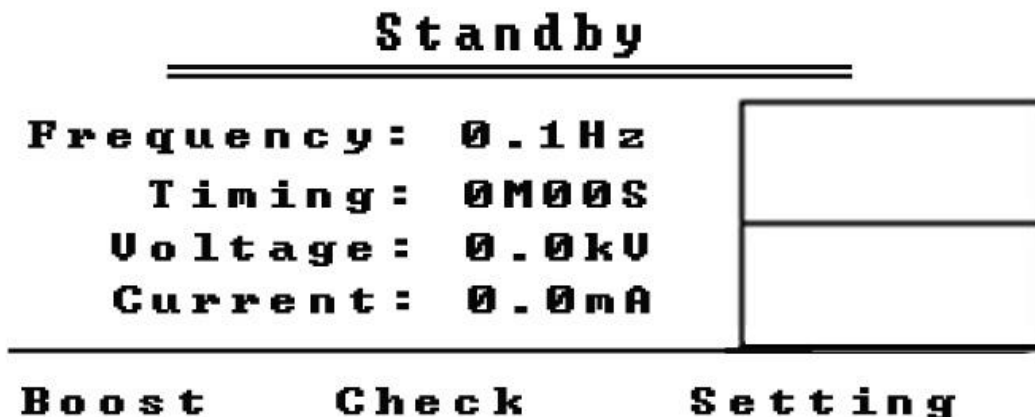 Standby
Frequency: 0.1Hz
Timing: 0M00S
Voltage: 0.0kV
Current: 0.0mA
Boost Check Setting